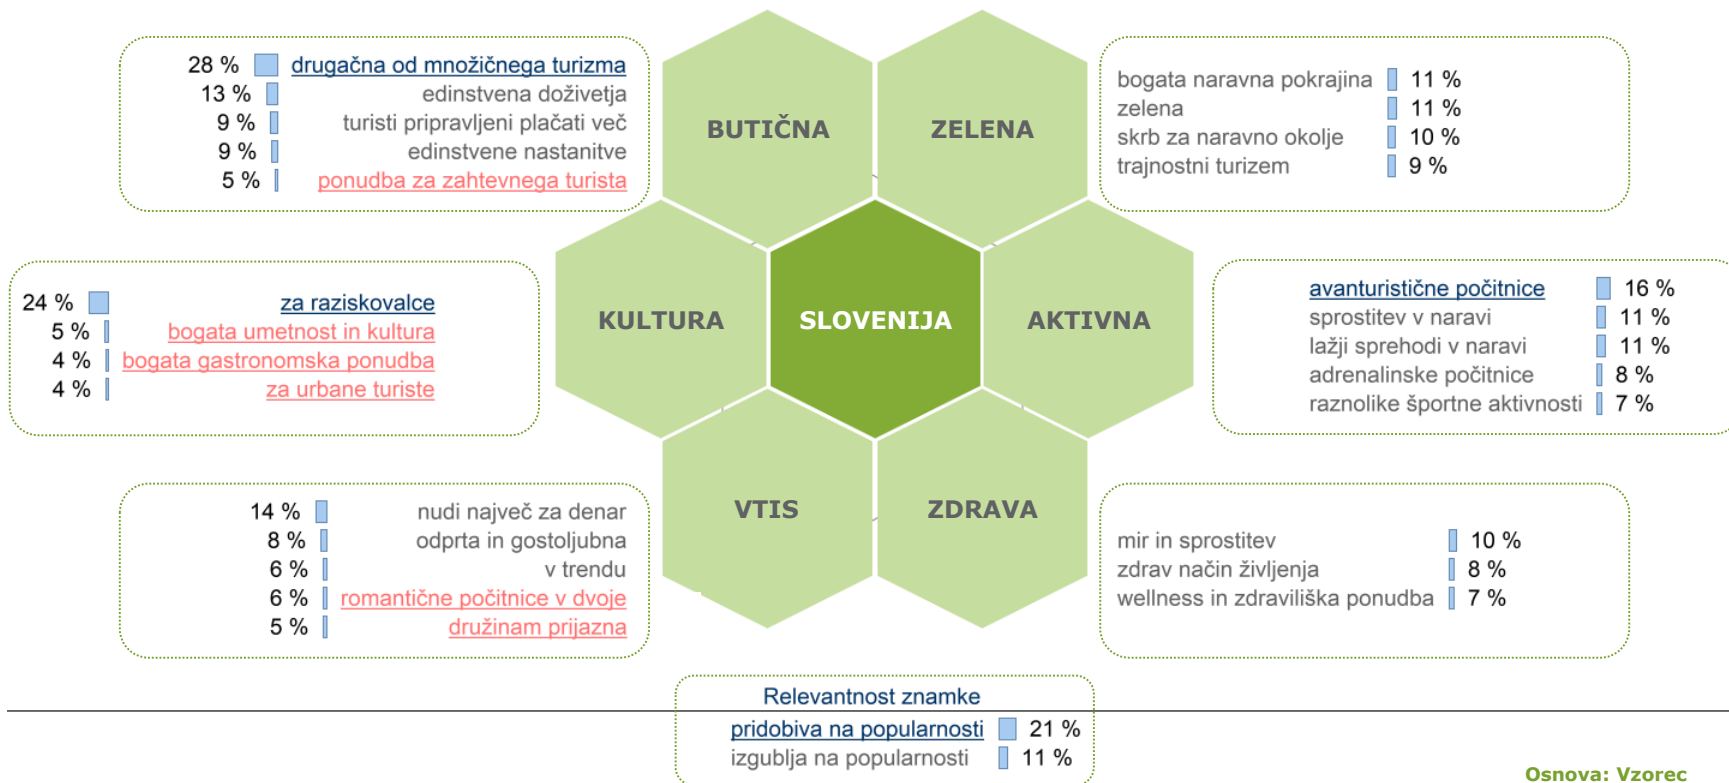 28 % drugačna od množičnega turizma
13 % edinstvena doživetja
9 % turisti pripravljeni plačati več
9 % edinstvene nastanitve
5 % ponudba za zahtevnega turista
BUTIČNA
ZELENA
bogata naravna pokrajina 11 %
zelena 11 %
skrb za naravno okolje 10 %
trajnostni turizem 9 %
24 % za raziskovalce
5 % bogata umetnost in kultura
4 % bogata gastronomska ponudba
4 % za urbane turiste
KULTURA
SLOVENIJA
AKTIVNA
avanturistične počitnice 16 %
sprostitev v naravi 11 %
lažji sprehodi v naravi 11 %
adrenalinske počitnice 8 %
raznolike športne aktivnosti 7 %
14 % nudi največ za denar
8 % odprta in gostoljubna
6 % v trendu
6 % romantične počitnice v dvoje
5 % družinam prijazna
VTIS
ZDRAVA
mir in sprostitev 10 %
zdrav način življenja 8 %
wellness in zdraviliška ponudba 7 %
Relevantnost znamke
pridobiva na popularnosti 21 %
izgublja na popularnosti 11 %
Osnova: Vzorec